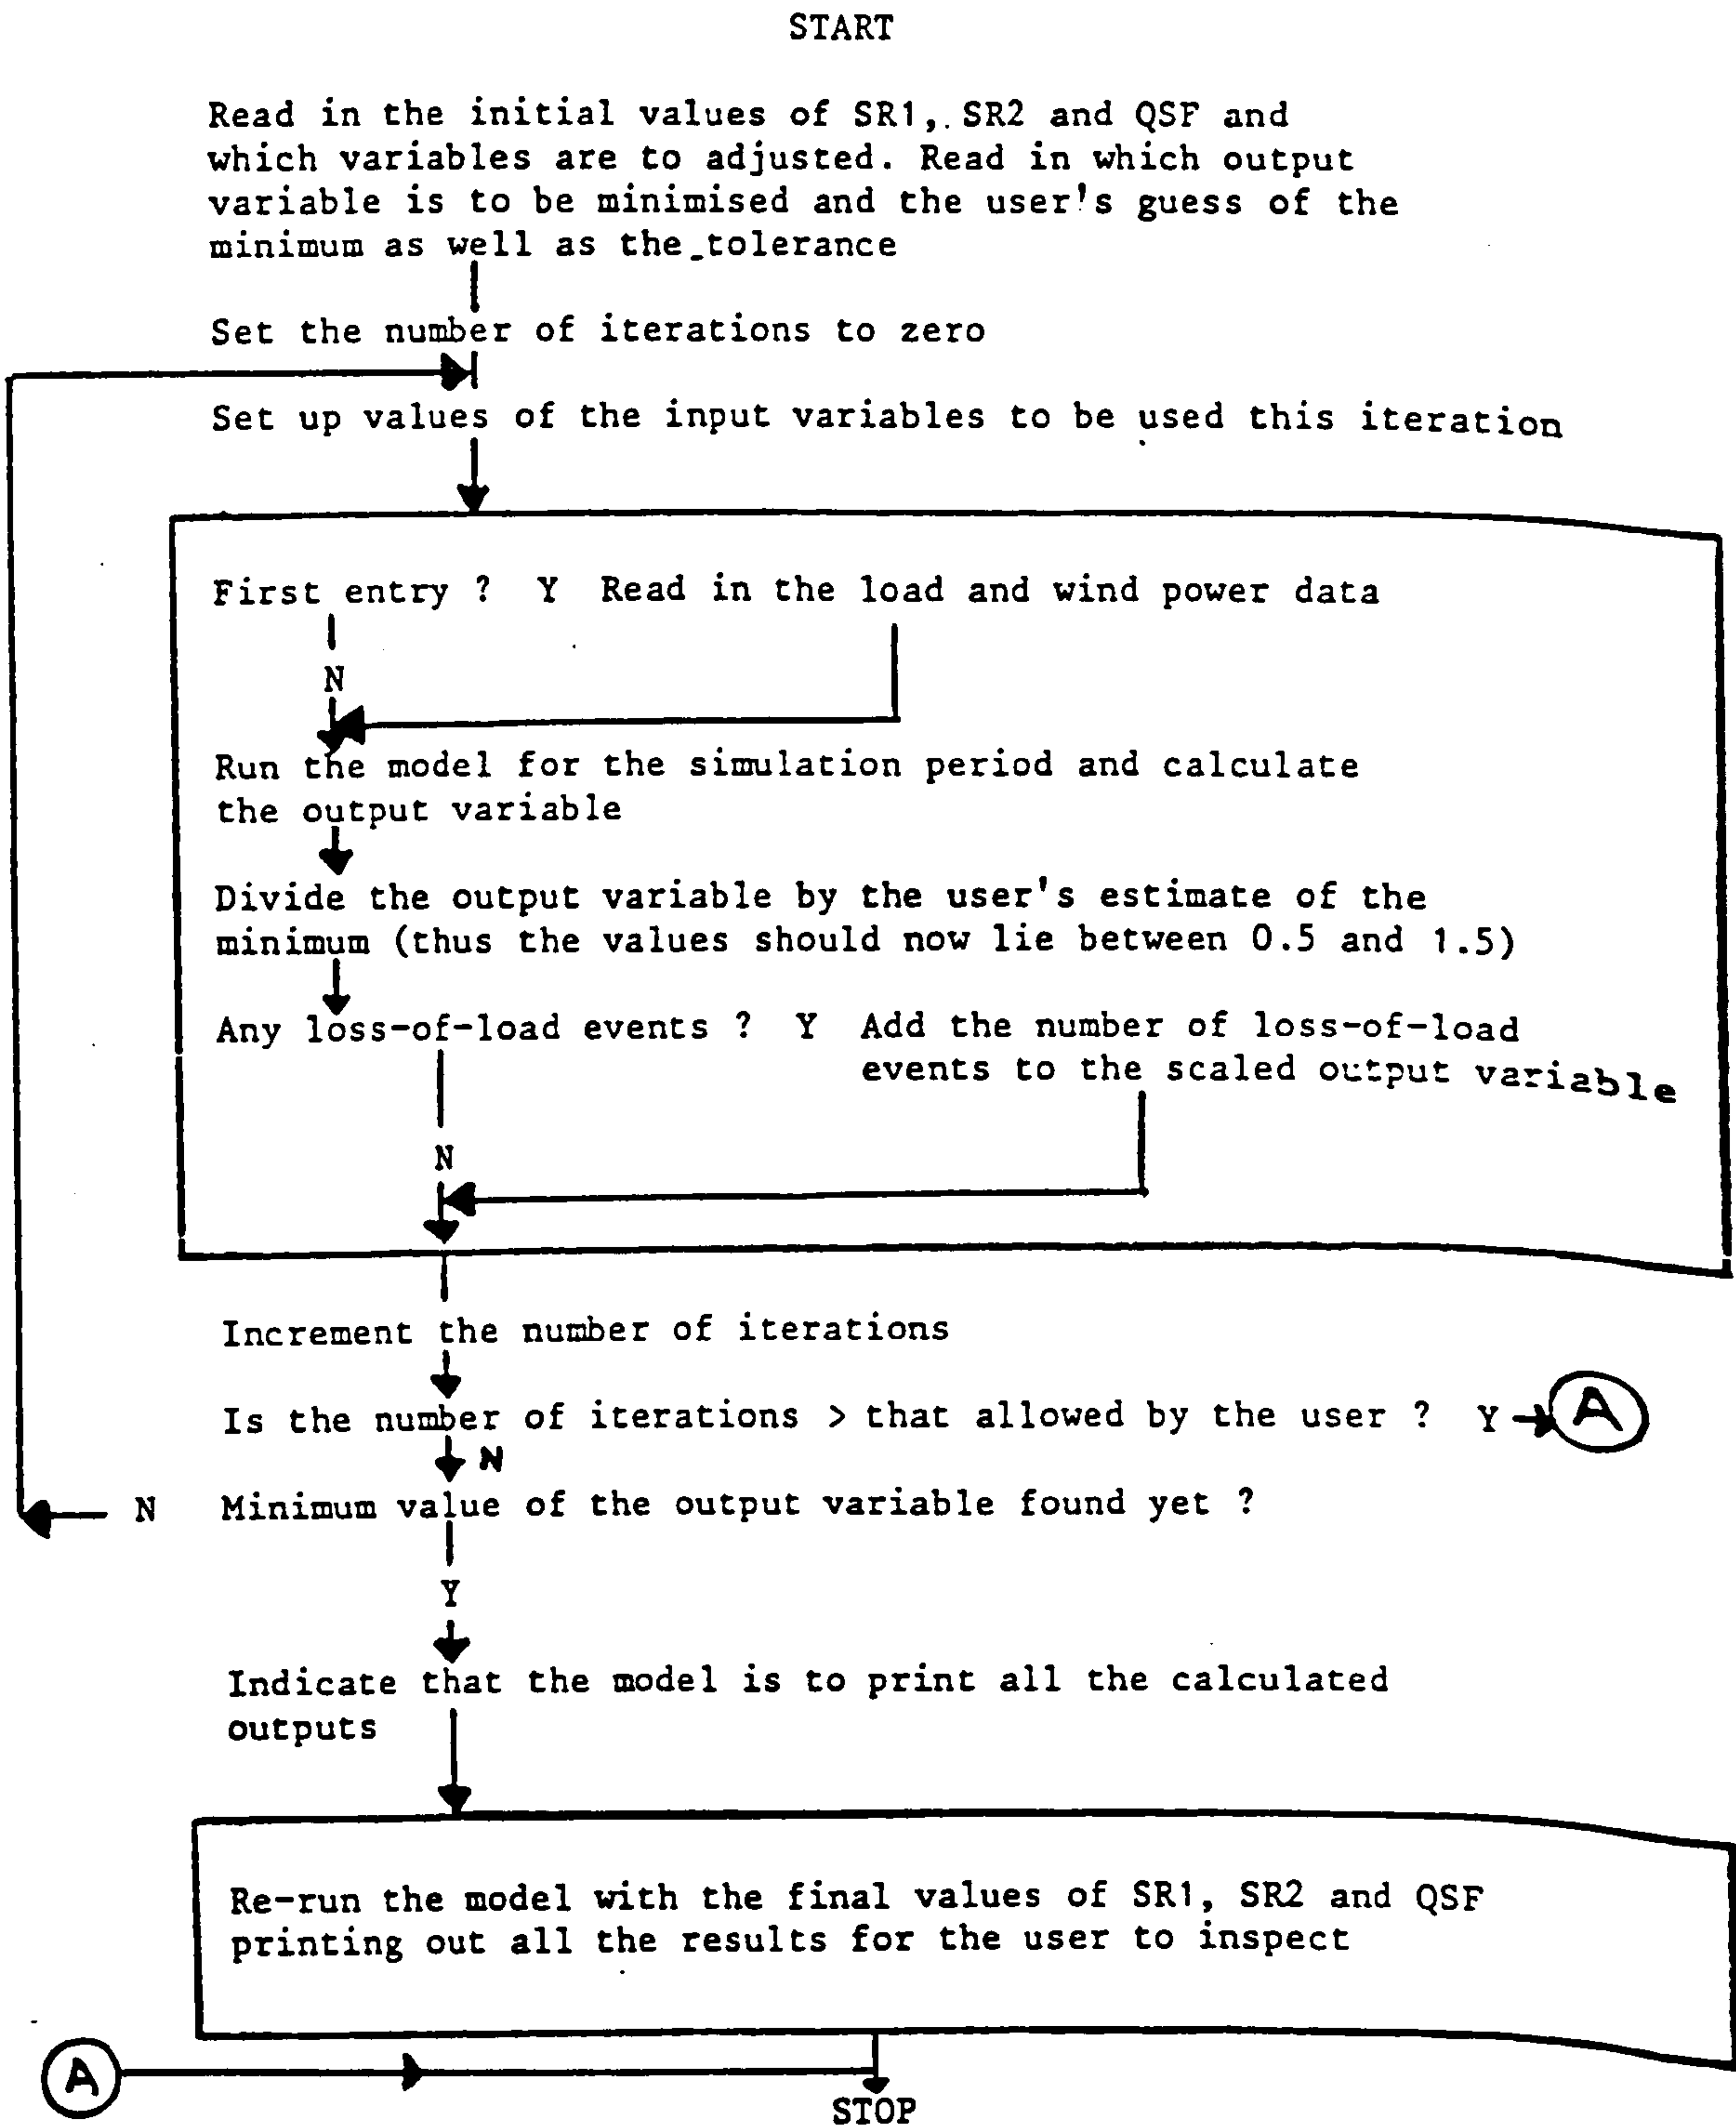 START
Read in the initial values of SR1, SR2 and QSF and
which variables are to adjusted. Read in which output
variable is to be minimised and the user's guess of the
minimum as well as the tolerance
Set the number of iterations to zero
Set up values of the input variables to be used this iteration
First entry ? Y Read in the load and wind power data
N
Run the model for the simulation period and calculate
the output variable
Divide the output variable by the user's estimate of the
minimum (thus the values should now lie between 0.5 and 1.5)
Any loss-of-load events ? Y Add the number of loss-of-load
events to the scaled output variable
N
Increment the number of iterations
Is the number of iterations > that allowed by the user ? Y A
N
N Minimum value of the output variable found yet ?
Y
Indicate that the model is to print all the calculated
outputs
Re-run the model with the final values of SR1, SR2 and QSF
printing out all the results for the user to inspect
A
STOP